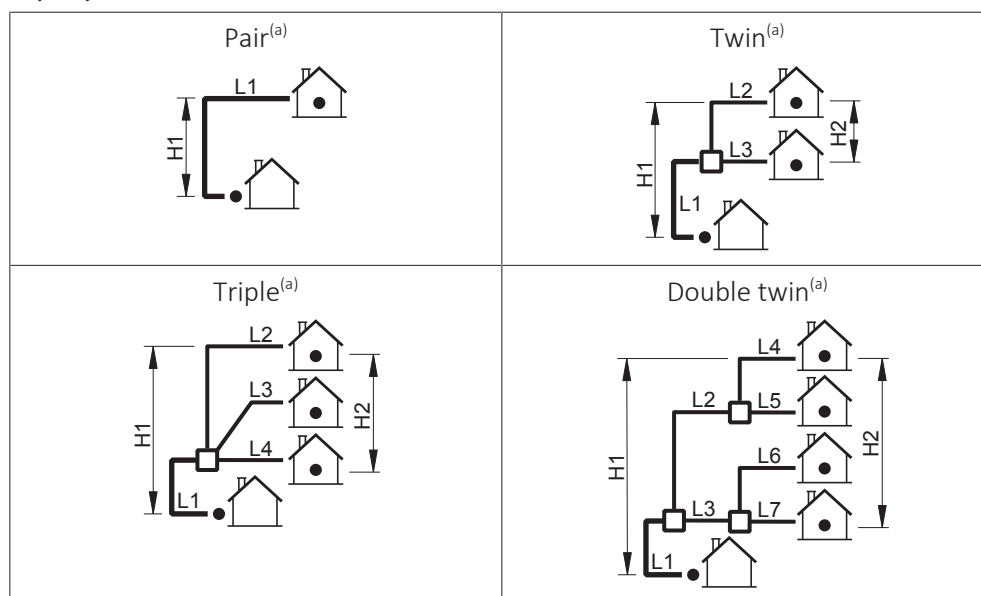 Pair(a)
L1
H1
Twin(a)
L2
L3
H1
H2
L1
Triple(a)
L2
L3
L4
H1
H2
L1
Double twin(a)
L4
L2
L5
L6
H1
H2
L3
L7
L1